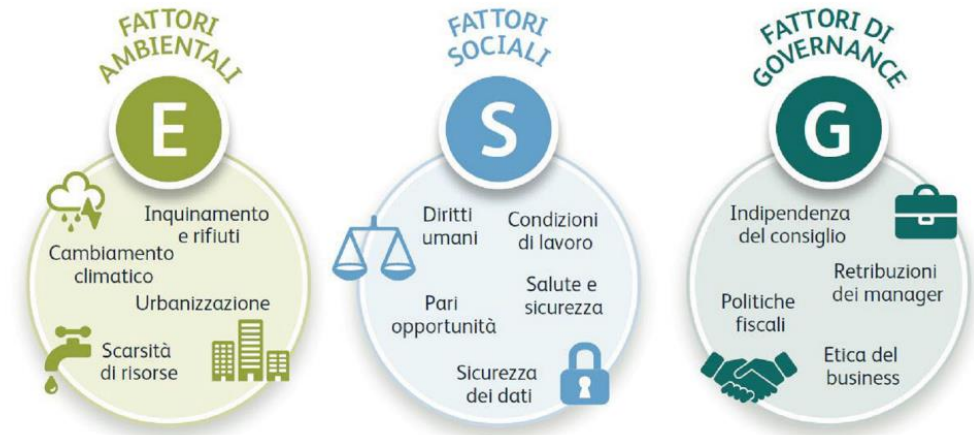 FATTORI
AMBIENTALI
E
Inquinamento
e rifiuti
Cambiamento
climatico
Urbanizzazione
Scarsità
di risorse
FATTORI
SOCIALI
S
Diritti
umani
Condizioni
di lavoro
Pari
opportunità
Salute e
sicurezza
Sicurezza
dei dati
FATTORI DI
GOVERNANCE
G
Indipendenza
del consiglio
Retribuzioni
dei manager
Politiche
fiscali
Etica del
business